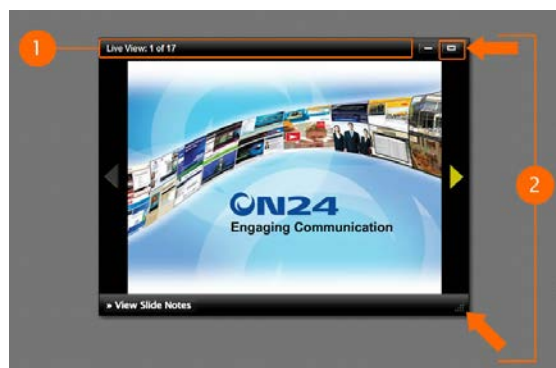 1
Live View: 1 of 17
2
ON24
Engaging Communication
» View Slide Notes